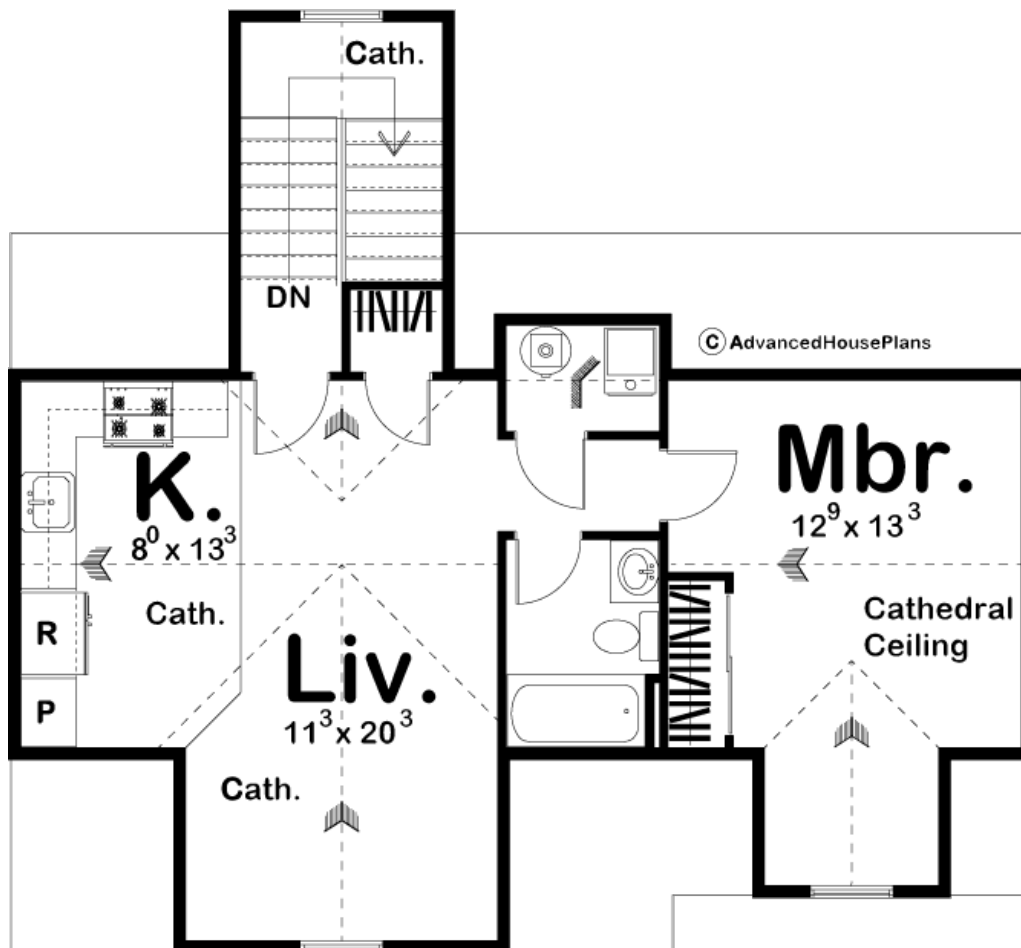 Cath.
DN
© AdvancedHousePlans
K.
8⁰ x 13³
Mbr.
12⁹ x 13³
Cath.
Cathedral
Ceiling
R
Liv.
11³ x 20³
P
Cath.